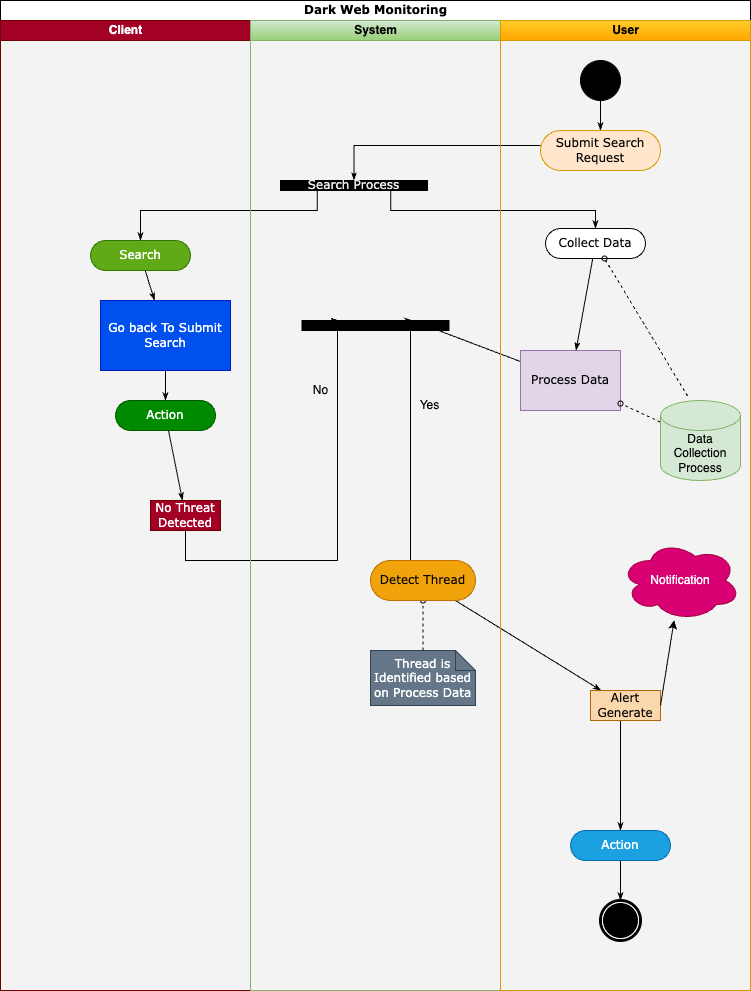 Dark Web Monitoring
Client
System
User
Submit Search
Request
Search Process
Search
Collect Data
Go back To Submit
Search
Process Data
No
Yes
Action
Data
Collection
Process
No Threat
Detected
Detect Thread
Notification
Thread is
Identified based
on Process Data
Alert
Generate
Action